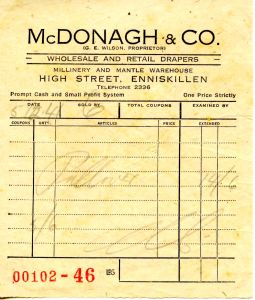 McDONAGH & CO.
(G. E. WILSON, PROPRIETOR)
WHOLESALE AND RETAIL DRAPERS
MILLINERY AND MANTLE WAREHOUSE
HIGH STREET, ENNISKILLEN
TELEPHONE 2336
Prompt Cash and Small Profit System One Price Strictly
DATE SOLD BY TOTAL COUPONS EXAMINED BY
COUPONS QNTY. ARTICLES PRICE EXTENDED
Pullover
00102-46 195